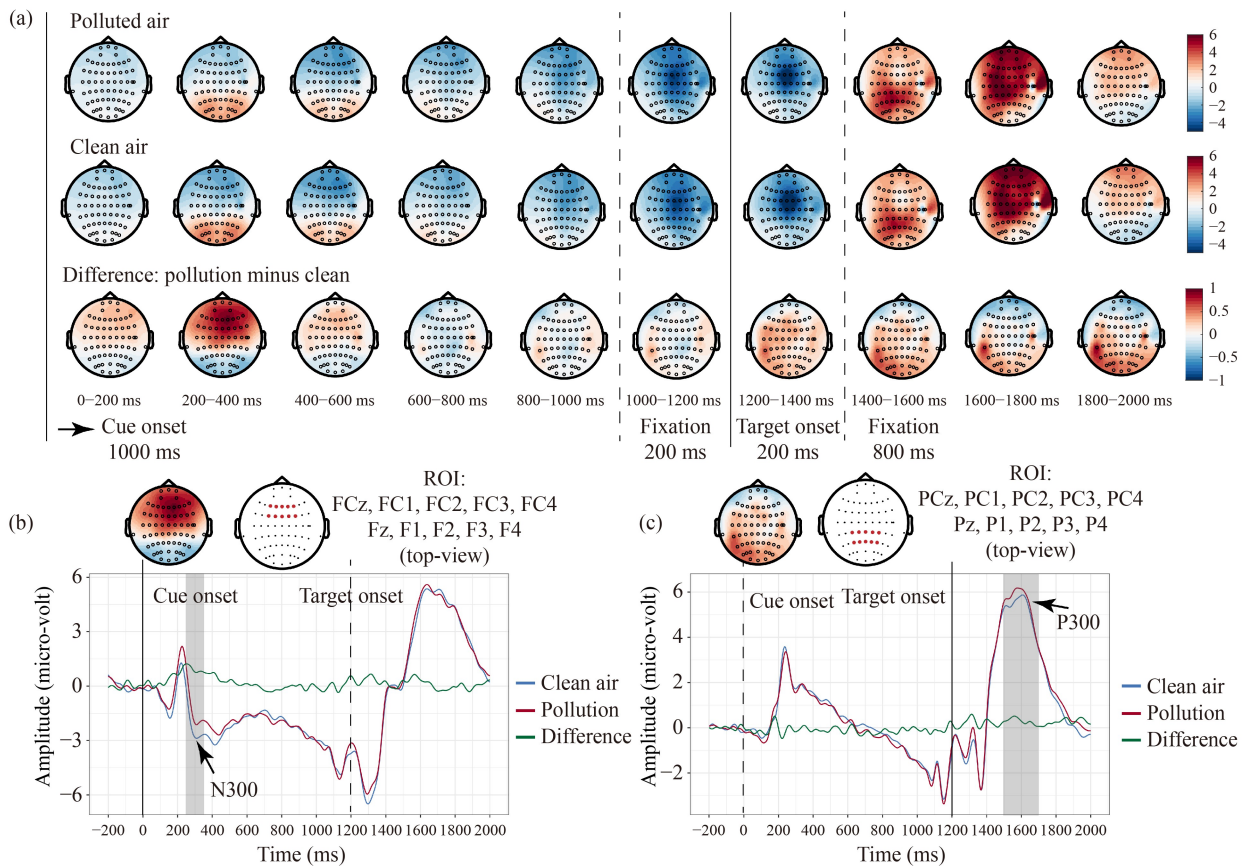 (a)
Polluted air
6
4
2
0
−2
−4
Clean air
6
4
2
0
−2
−4
Difference: pollution minus clean
1
0.5
0
−0.5
−1
0−200 ms 200−400 ms 400−600 ms 600−800 ms 800−1000 ms 1000−1200 ms 1200−1400 ms 1400−1600 ms 1600−1800 ms 1800−2000 ms
Cue onset Fixation Target onset Fixation
1000 ms 200 ms 200 ms 800 ms
(b)
ROI:
FCz, FC1, FC2, FC3, FC4
Fz, F1, F2, F3, F4
(top-view)
Cue onset Target onset
Amplitude (micro-volt)
6
3
0
−3
−6
N300
Clean air
Pollution
Difference
−200 0 200 400 600 800 1000 1200 1400 1600 1800 2000
Time (ms)
(c)
ROI:
PCz, PC1, PC2, PC3, PC4
Pz, P1, P2, P3, P4
(top-view)
Cue onset Target onset
Amplitude (micro-volt)
6
4
2
0
−2
P300
Clean air
Pollution
Difference
−200 0 200 400 600 800 1000 1200 1400 1600 1800 2000
Time (ms)